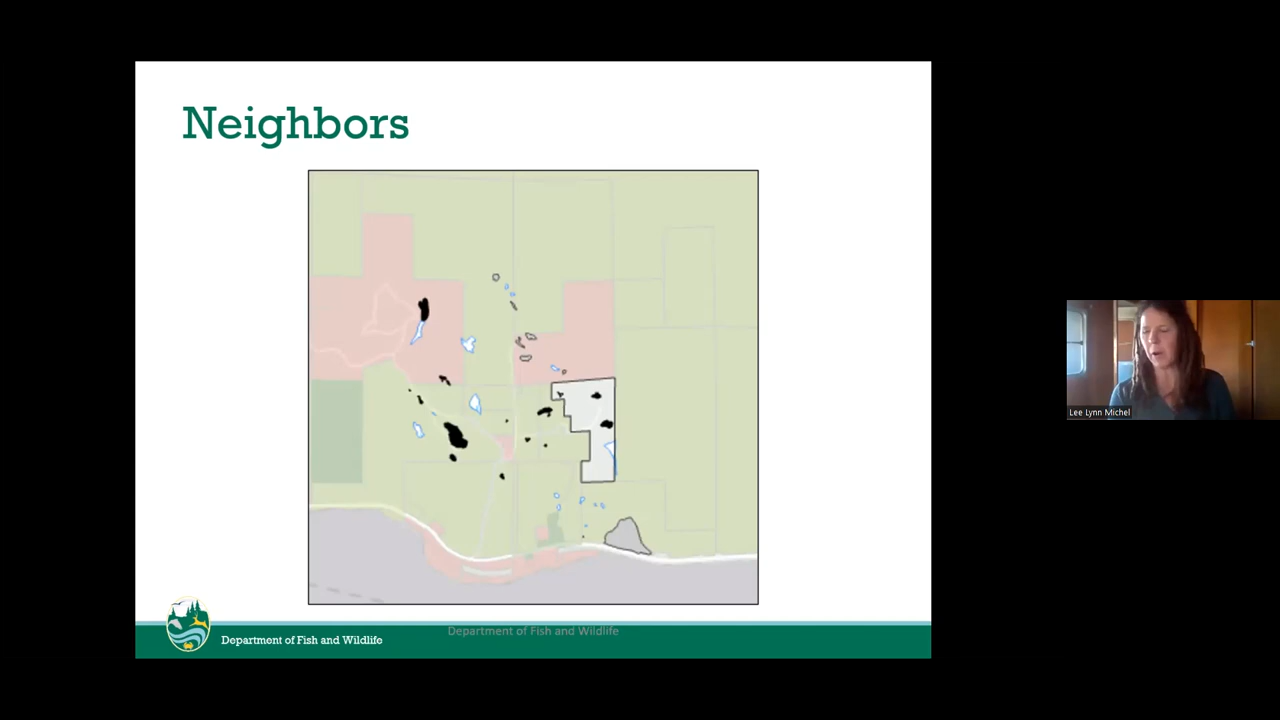 Neighbors
Lee Lynn Michel
Department of Fish and Wildlife
Department of Fish and Wildlife